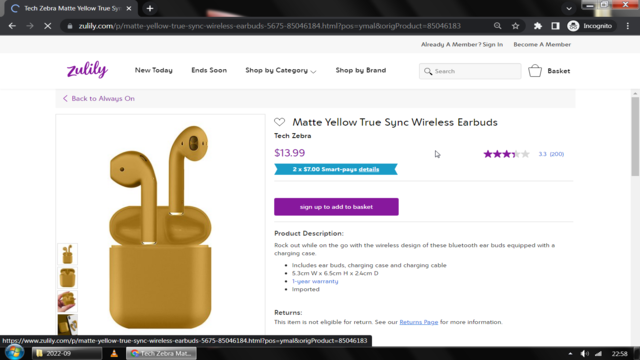 Tech Zebra Matte Yellow True Syn
zulily.com/p/matte-yellow-true-sync-wireless-earbuds-5675-85046184.html?pos=ymal&origProduct=85046183
Incognito
Already A Member? Sign In
Become A Member
zulily
New Today
Ends Soon
Shop by Category
Shop by Brand
Search
Basket
Back to Always On
Matte Yellow True Sync Wireless Earbuds
Tech Zebra
$13.99
3.3 (200)
2 x $7.00 Smart-pays details
sign up to add to basket
Product Description:
Rock out while on the go with the wireless design of these bluetooth ear buds equipped with a
charging case.
• Includes ear buds, charging case and charging cable
• 5.3cm W x 6.5cm H x 2.4cm D
• 1-year warranty
• Imported
Returns:
This item is not eligible for return. See our Returns Page for more information.
https://www.zulily.com/p/matte-yellow-true-sync-wireless-earbuds-5675-85046184.html?pos=ymal&origProduct=85046183
2022-09
Tech Zebra Mat...
22:58